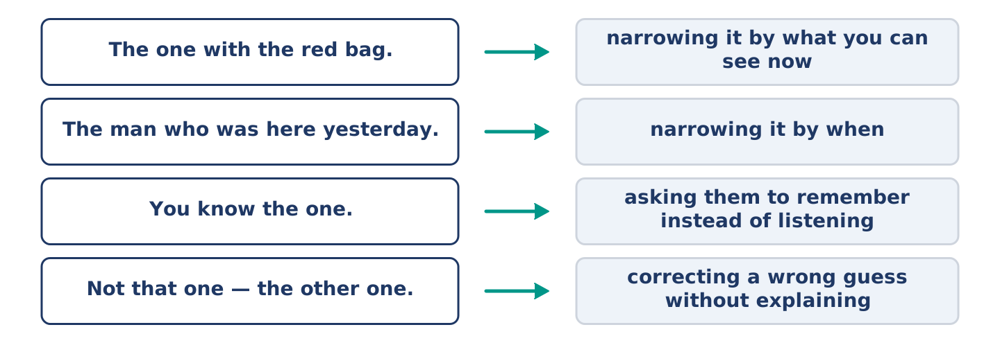 The one with the red bag.
narrowing it by what you can
see now
The man who was here yesterday.
narrowing it by when
You know the one.
asking them to remember
instead of listening
Not that one — the other one.
correcting a wrong guess
without explaining